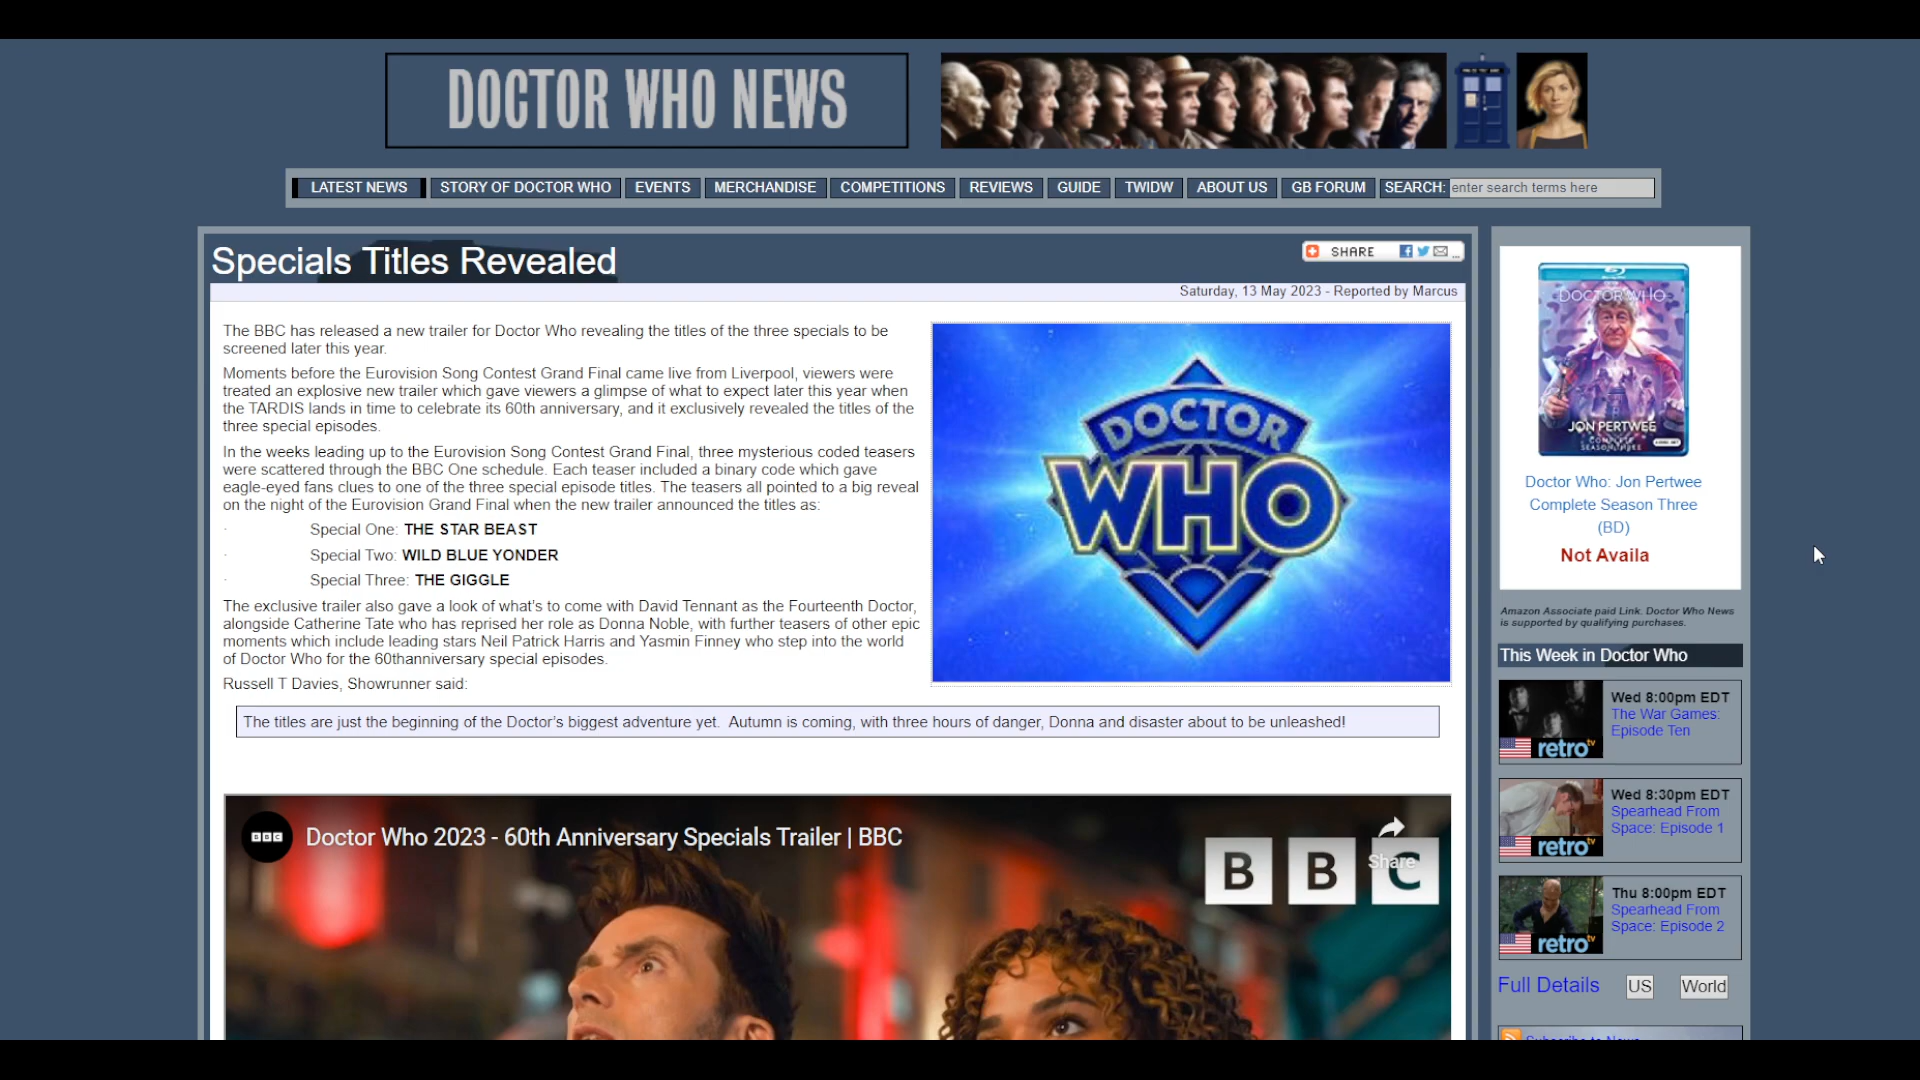 DOCTOR WHO NEWS
LATEST NEWS
STORY OF DOCTOR WHO
EVENTS
MERCHANDISE
COMPETITIONS
REVIEWS
GUIDE
TWIDW
ABOUT US
GB FORUM
SEARCH: enter search terms here
Specials Titles Revealed
SHARE ...
Saturday, 13 May 2023 - Reported by Marcus
The BBC has released a new trailer for Doctor Who revealing the titles of the three specials to be
screened later this year.
Moments before the Eurovision Song Contest Grand Final came live from Liverpool, viewers were
treated an explosive new trailer which gave viewers a glimpse of what to expect later this year when
the TARDIS lands in time to celebrate its 60th anniversary, and it exclusively revealed the titles of the
three special episodes.
In the weeks leading up to the Eurovision Song Contest Grand Final, three mysterious coded teasers
were scattered through the BBC One schedule. Each teaser included a binary code which gave
eagle-eyed fans clues to one of the three special episode titles. The teasers all pointed to a big reveal
on the night of the Eurovision Grand Final when the new trailer announced the titles as:
· Special One: THE STAR BEAST
· Special Two: WILD BLUE YONDER
· Special Three: THE GIGGLE
The exclusive trailer also gave a look of what's to come with David Tennant as the Fourteenth Doctor,
alongside Catherine Tate who has reprised her role as Donna Noble, with further teasers of other epic
moments which include leading stars Neil Patrick Harris and Yasmin Finney who step into the world
of Doctor Who for the 60thanniversary special episodes.
Russell T Davies, Showrunner said:
The titles are just the beginning of the Doctor's biggest adventure yet. Autumn is coming, with three hours of danger, Donna and disaster about to be unleashed!
DOCTOR
WHO
BBC
Doctor Who 2023 - 60th Anniversary Specials Trailer | BBC
Share
B B C
DOCTOR WHO
JON PERTWEE
COMPLETE
SEASON THREE
Doctor Who: Jon Pertwee
Complete Season Three
(BD)
Not Availa
Amazon Associate paid Link. Doctor Who News
is supported by qualifying purchases.
This Week in Doctor Who
Wed 8:00pm EDT
The War Games:
Episode Ten
retro tv
Wed 8:30pm EDT
Spearhead From
Space: Episode 1
retro tv
Thu 8:00pm EDT
Spearhead From
Space: Episode 2
retro tv
Full Details
US
World
Subscribe to News